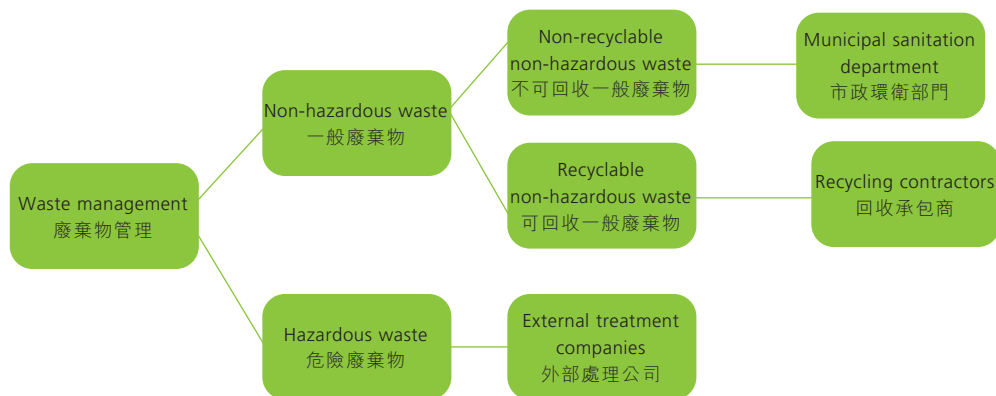 Waste management
廢棄物管理
Non-hazardous waste
一般廢棄物
Non-recyclable
non-hazardous waste
不可回收一般廢棄物
Municipal sanitation
department
市政環衛部門
Recyclable
non-hazardous waste
可回收一般廢棄物
Recycling contractors
回收承包商
Hazardous waste
危險廢棄物
External treatment
companies
外部處理公司